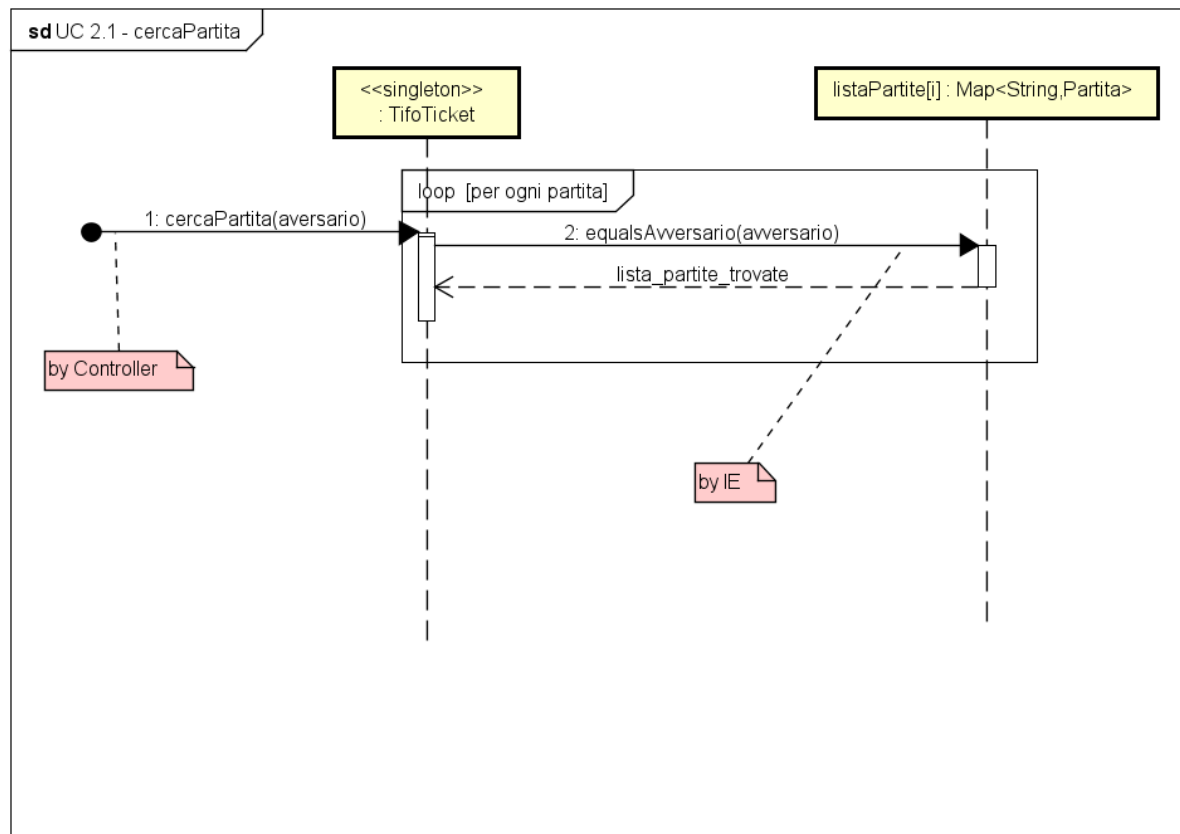 sd UC 2.1 - cercaPartita
<<singleton>>
: TifoTicket
listaPartite[i] : Map<String,Partita>
loop [per ogni partita]
1: cercaPartita(aversario)
2: equalsAvversario(avversario)
lista_partite_trovate
by Controller
by IE